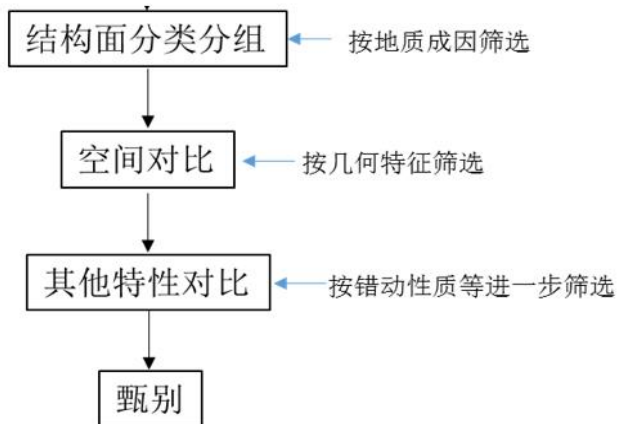 结构面分类分组
按地质成因筛选
空间对比
按几何特征筛选
其他特性对比
按错动性质等进一步筛选
甄别